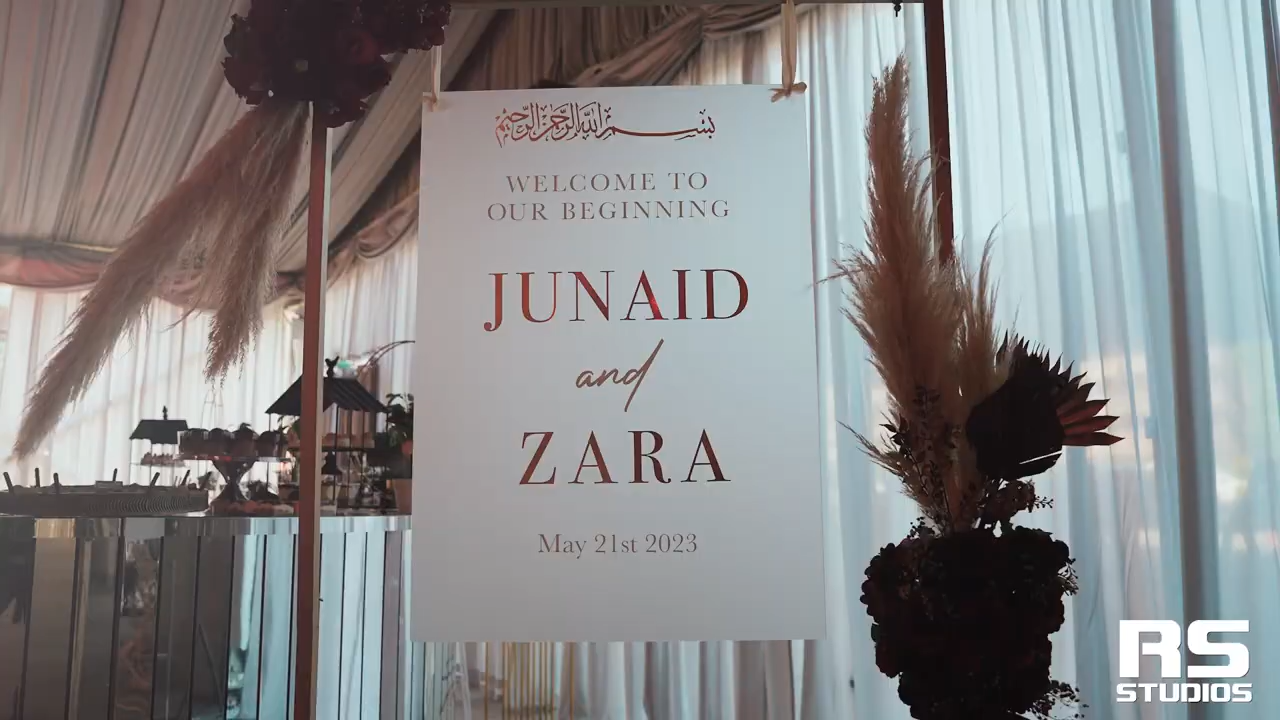 بسم الله الرحمن الرحيم
WELCOME TO
OUR BEGINNING
JUNAID
and
ZARA
May 21st 2023
RS
STUDIOS